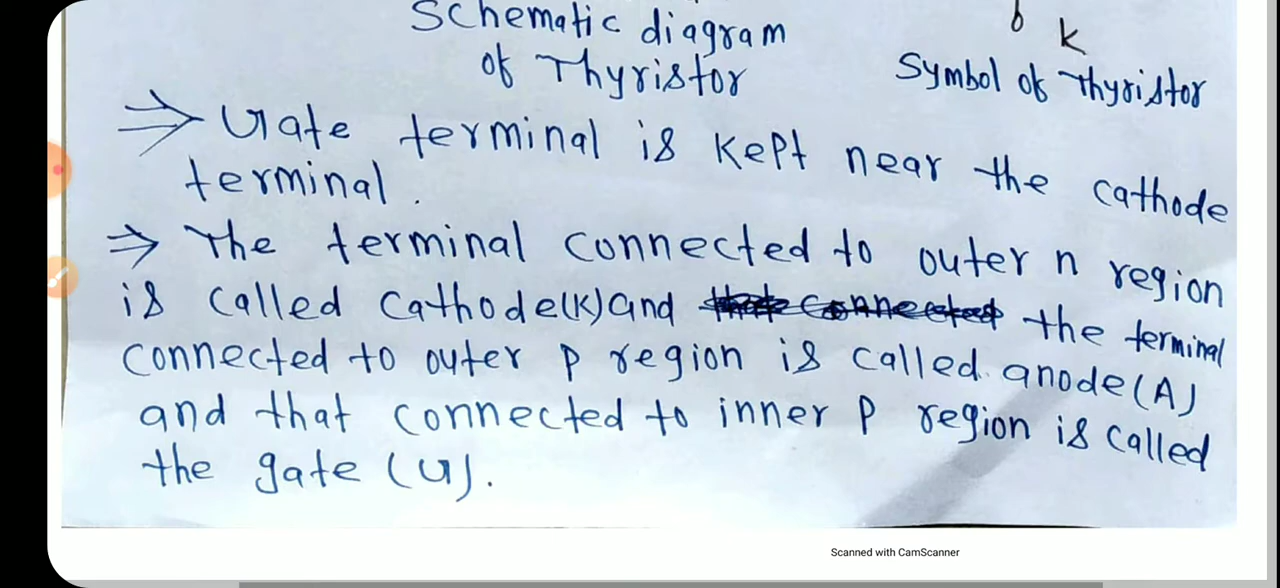 Schematic diagram
of Thyristor
K
Symbol of Thyristor
⇒ Gate terminal is kept near the cathode
terminal.
⇒ The terminal connected to outer n region
is called cathode(K) and the terminal
connected to outer p region is called anode(A)
and that connected to inner P region is called
the gate (G).
Scanned with CamScanner